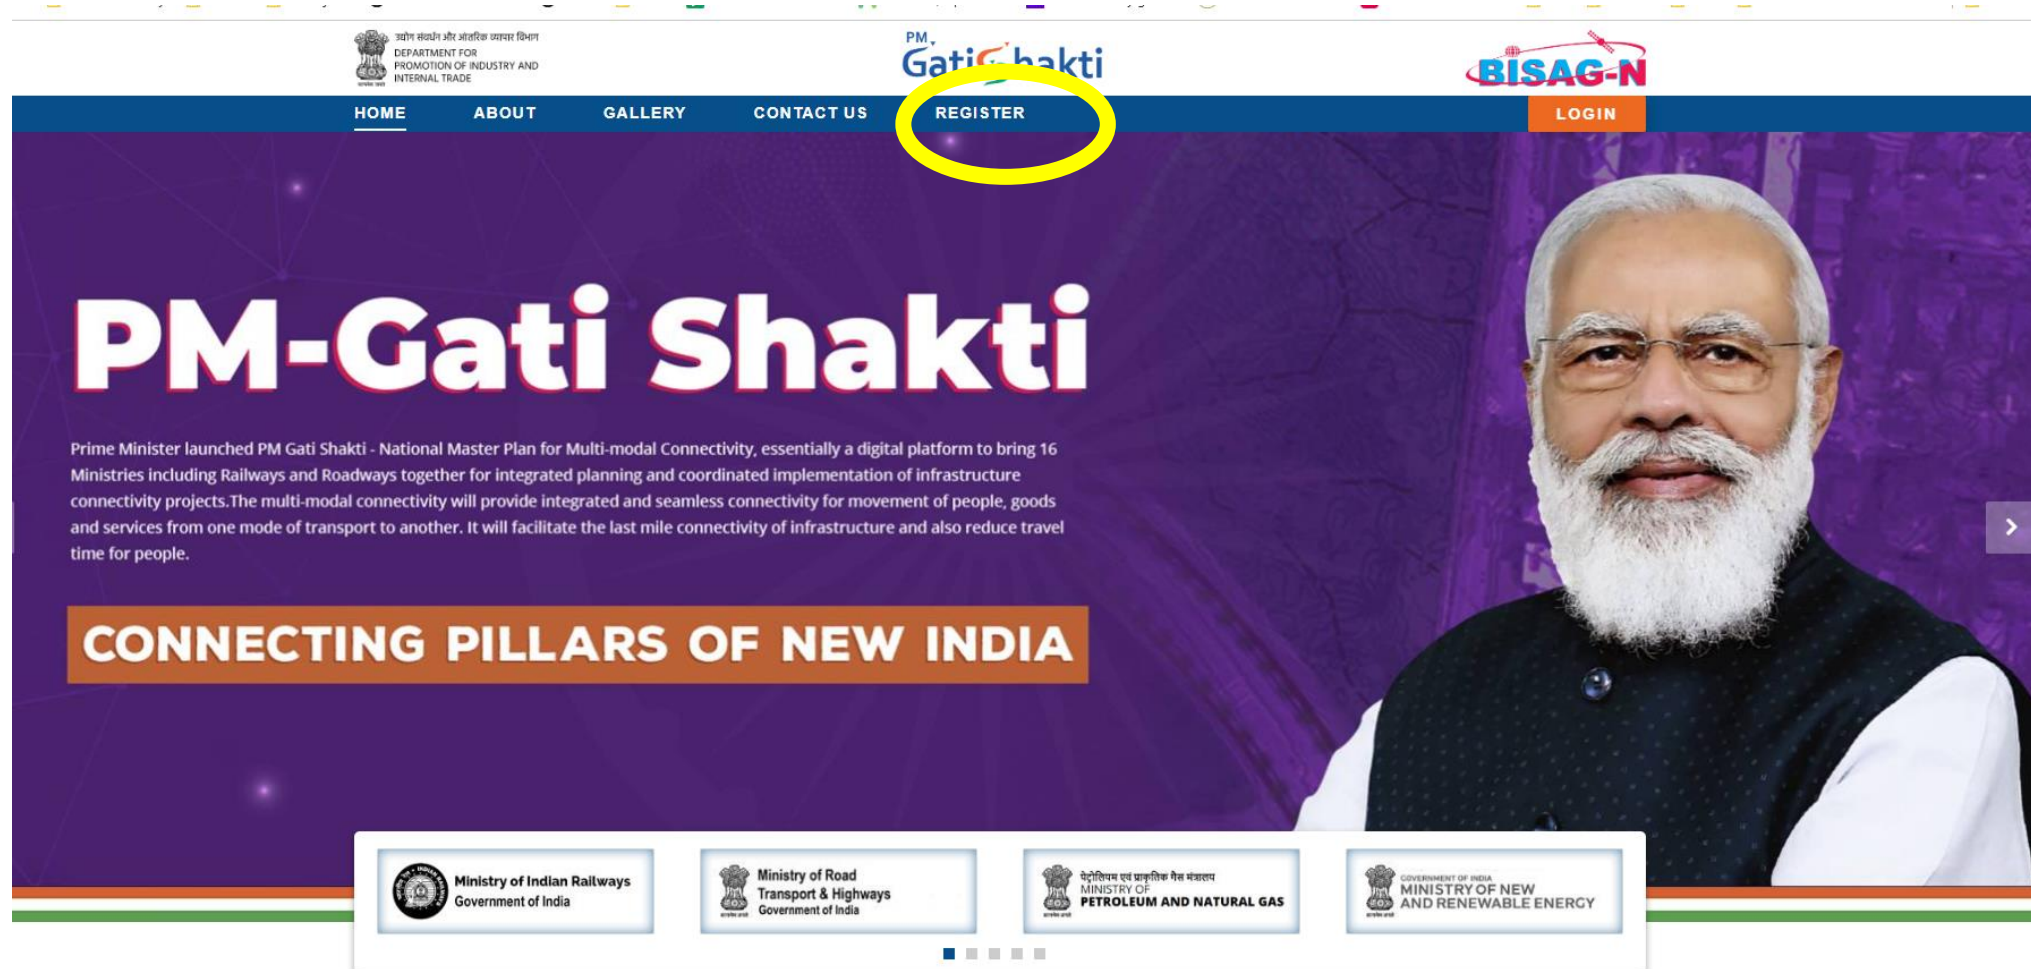 उद्योग संवर्धन और आंतरिक व्यापार विभाग
DEPARTMENT FOR
PROMOTION OF INDUSTRY AND
INTERNAL TRADE
PM
BISAG-N
HOME ABOUT GALLERY CONTACT US REGISTER LOGIN
PM-Gati Shakti
Prime Minister launched PM Gati Shakti - National Master Plan for Multi-modal Connectivity, essentially a digital platform to bring 16
Ministries including Railways and Roadways together for integrated planning and coordinated implementation of infrastructure
connectivity projects.The multi-modal connectivity will provide integrated and seamless connectivity for movement of people, goods
and services from one mode of transport to another. It will facilitate the last mile connectivity of infrastructure and also reduce travel
time for people.
CONNECTING PILLARS OF NEW INDIA
Ministry of Indian Railways
Government of India
Ministry of Road
Transport & Highways
Government of India
पेट्रोलियम एवं प्राकृतिक गैस मंत्रालय
MINISTRY OF
PETROLEUM AND NATURAL GAS
GOVERNMENT OF INDIA
MINISTRY OF NEW
AND RENEWABLE ENERGY